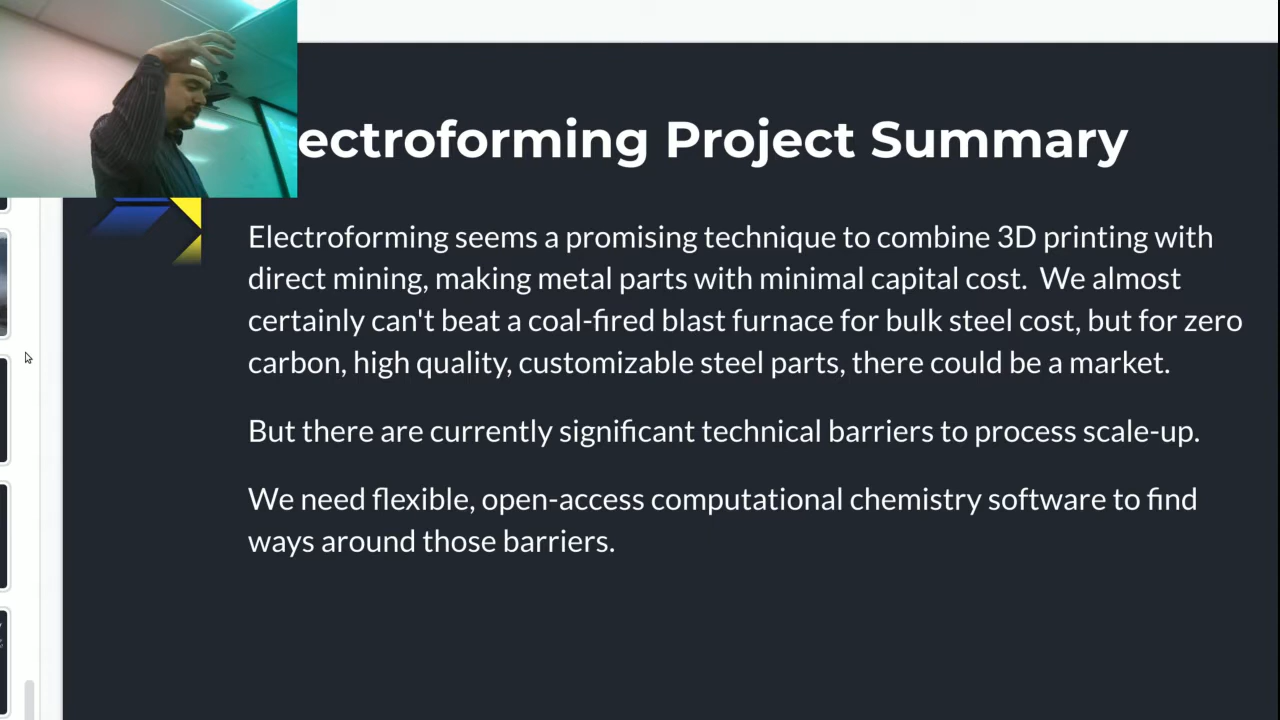 lectroforming Project Summary
Electroforming seems a promising technique to combine 3D printing with
direct mining, making metal parts with minimal capital cost.  We almost
certainly can't beat a coal-fired blast furnace for bulk steel cost, but for zero
carbon, high quality, customizable steel parts, there could be a market.
But there are currently significant technical barriers to process scale-up.
We need flexible, open-access computational chemistry software to find
ways around those barriers.